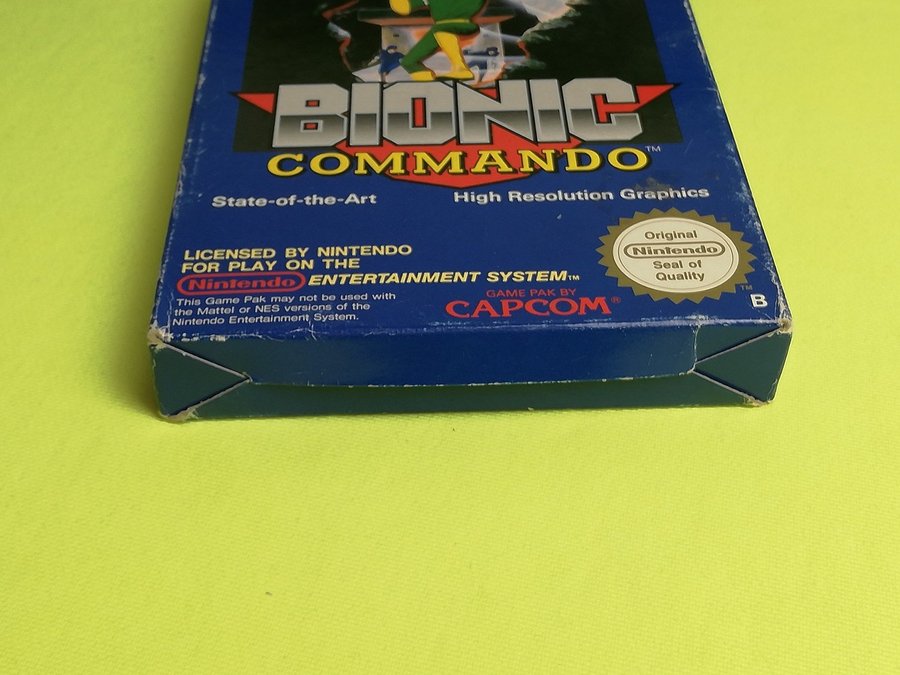 BIONIC
COMMANDO™
State-of-the-Art
High Resolution Graphics
LICENSED BY NINTENDO
FOR PLAY ON THE
Nintendo ENTERTAINMENT SYSTEM™
This Game Pak may not be used with
the Mattel or NES versions of the
Nintendo Entertainment System.
GAME PAK BY
CAPCOM®
Original
Nintendo
Seal of
Quality
™
B